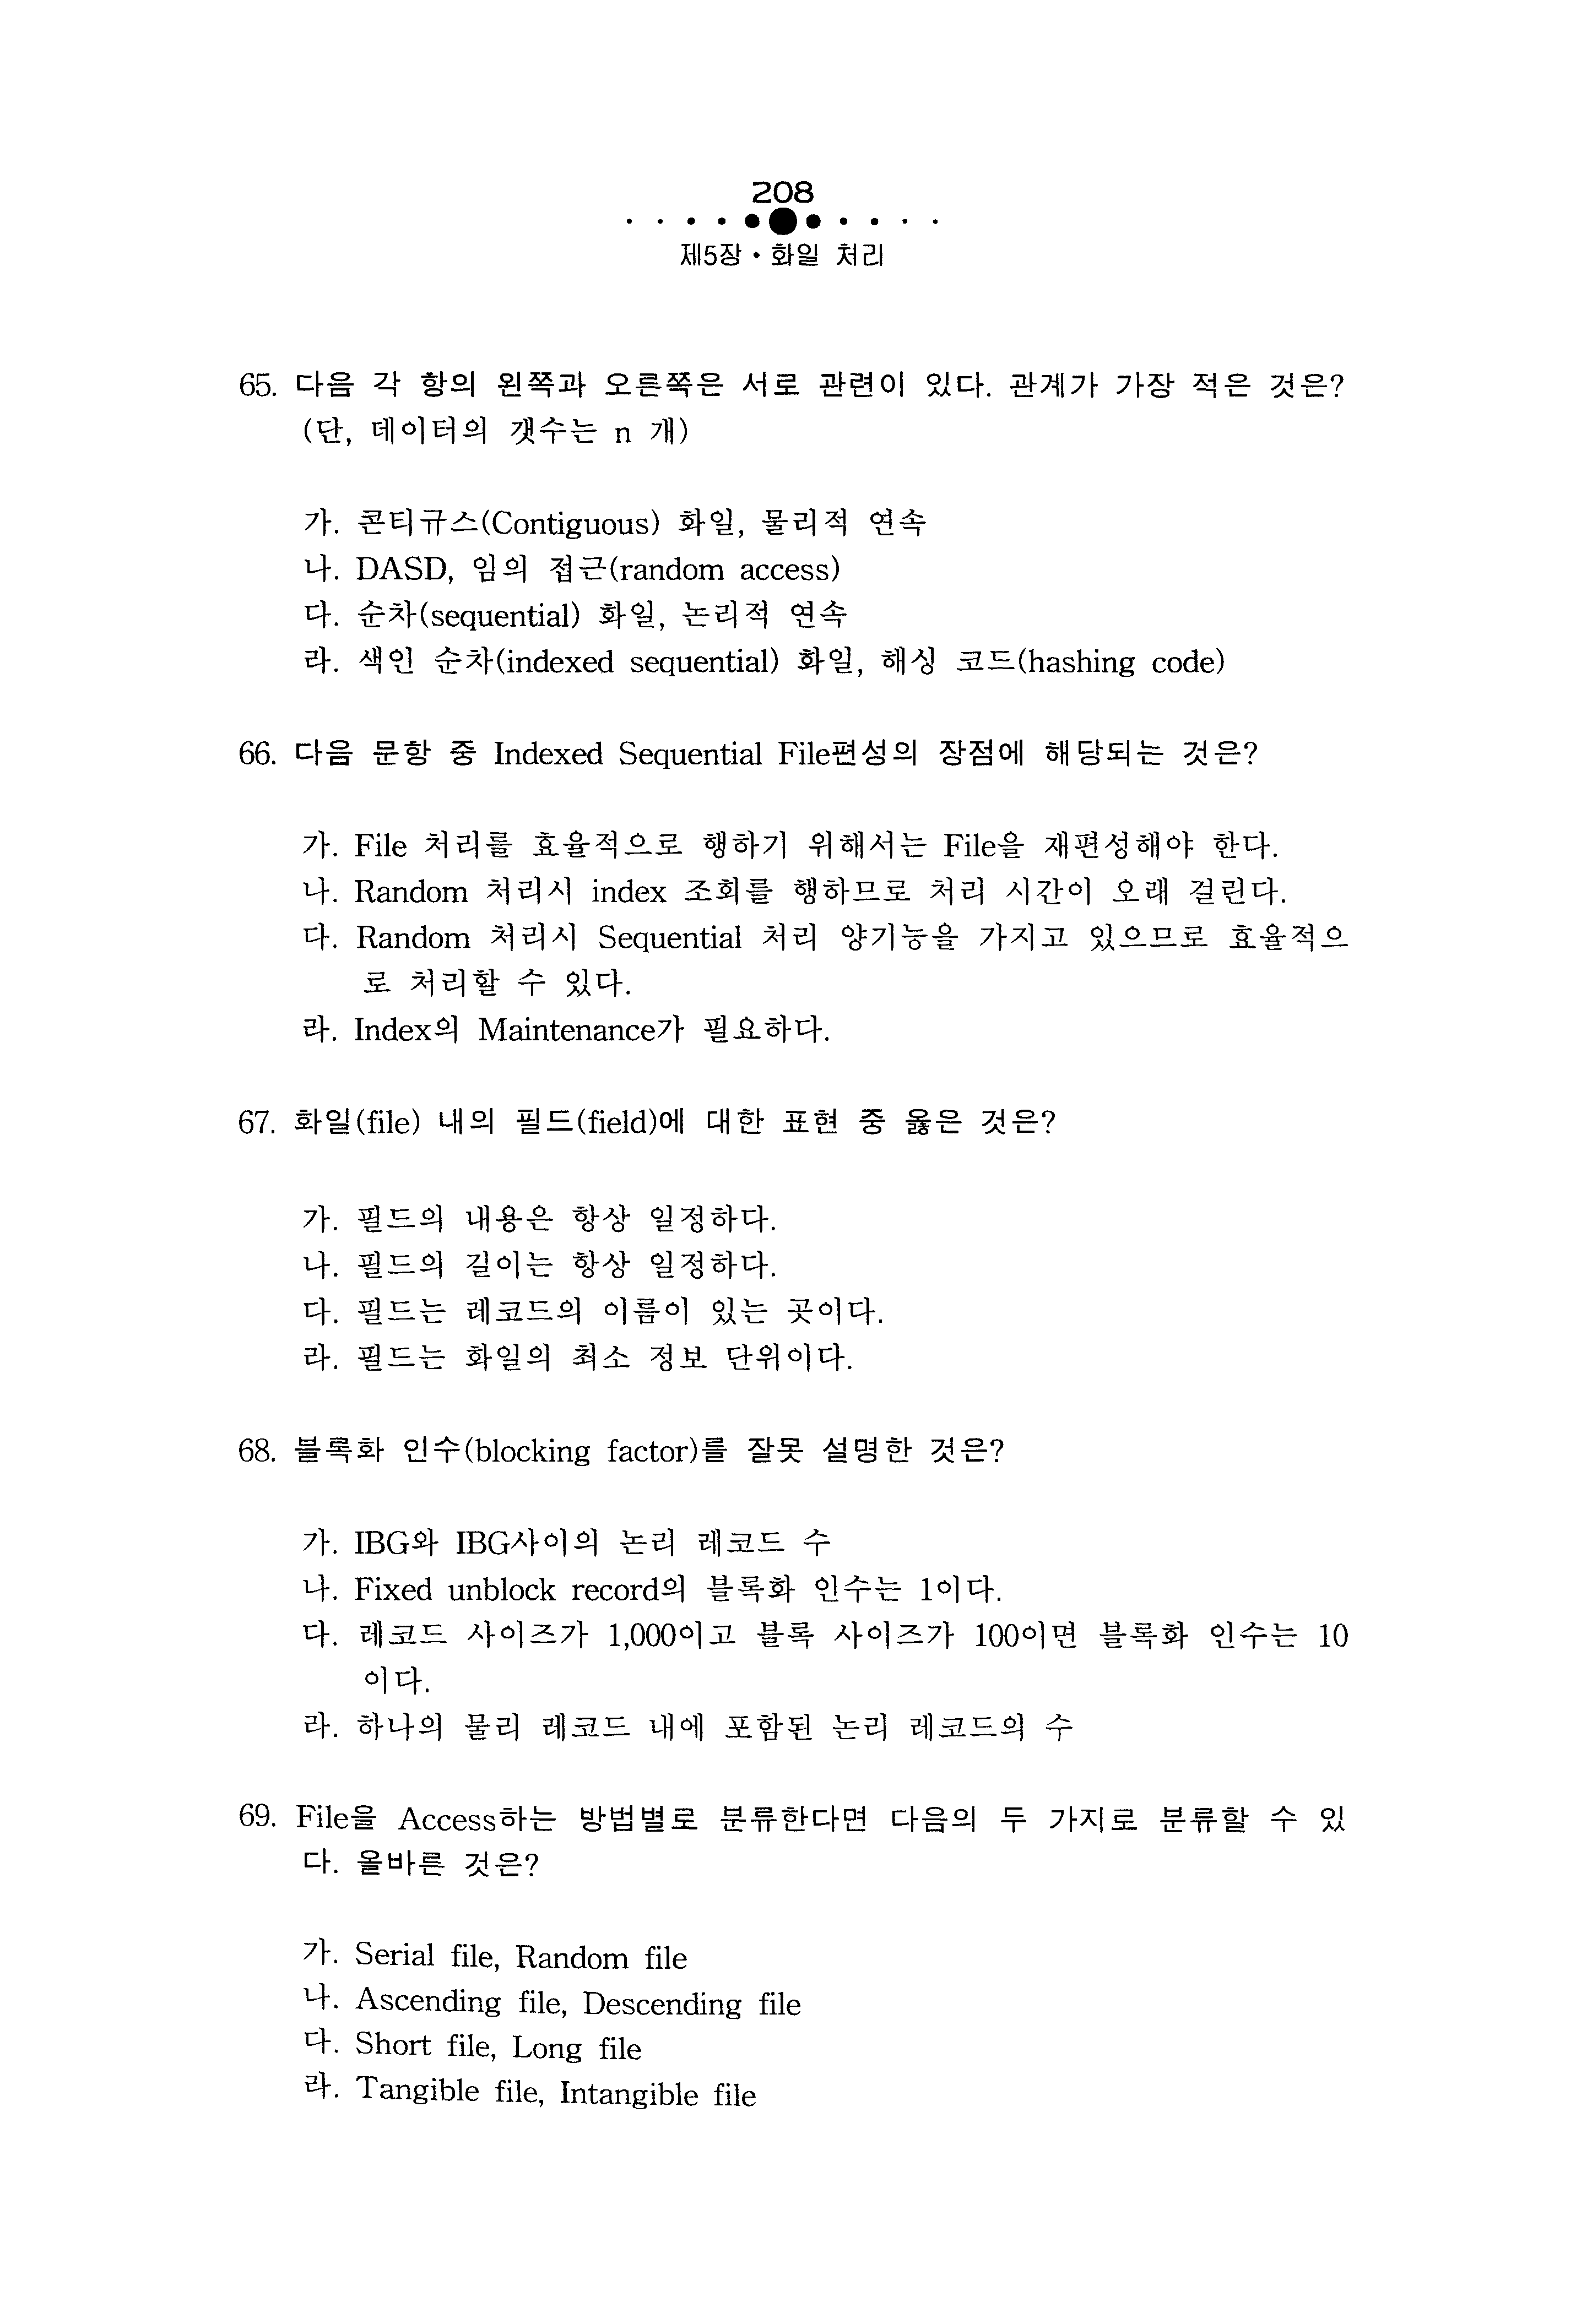 208
제5장 • 화일 처리
65. 다음 각 항의 왼쪽과 오른쪽은 서로 관련이 있다. 관계가 가장 적은 것은?
(단, 데이터의 갯수는 n 개)
가. 콘티규스(Contiguous) 화일, 물리적 연속
나. DASD, 임의 접근(random access)
다. 순차(sequential) 화일, 논리적 연속
라. 색인 순차(indexed sequential) 화일, 해싱 코드(hashing code)
66. 다음 문항 중 Indexed Sequential File편성의 장점에 해당되는 것은?
가. File 처리를 효율적으로 행하기 위해서는 File을 재편성해야 한다.
나. Random 처리시 index 조회를 행하므로 처리 시간이 오래 걸린다.
다. Random 처리시 Sequential 처리 양기능을 가지고 있으므로 효율적으
로 처리할 수 있다.
라. Index의 Maintenance가 필요하다.
67. 화일(file) 내의 필드(field)에 대한 표현 중 옳은 것은?
가. 필드의 내용은 항상 일정하다.
나. 필드의 길이는 항상 일정하다.
다. 필드는 레코드의 이름이 있는 곳이다.
라. 필드는 화일의 최소 정보 단위이다.
68. 블록화 인수(blocking factor)를 잘못 설명한 것은?
가. IBG와 IBG사이의 논리 레코드 수
나. Fixed unblock record의 블록화 인수는 1이다.
다. 레코드 사이즈가 1,000이고 블록 사이즈가 100이면 블록화 인수는 10
이다.
라. 하나의 물리 레코드 내에 포함된 논리 레코드의 수
69. File을 Access하는 방법별로 분류한다면 다음의 두 가지로 분류할 수 있
다. 올바른 것은?
가. Serial file, Random file
나. Ascending file, Descending file
다. Short file, Long file
라. Tangible file, Intangible file